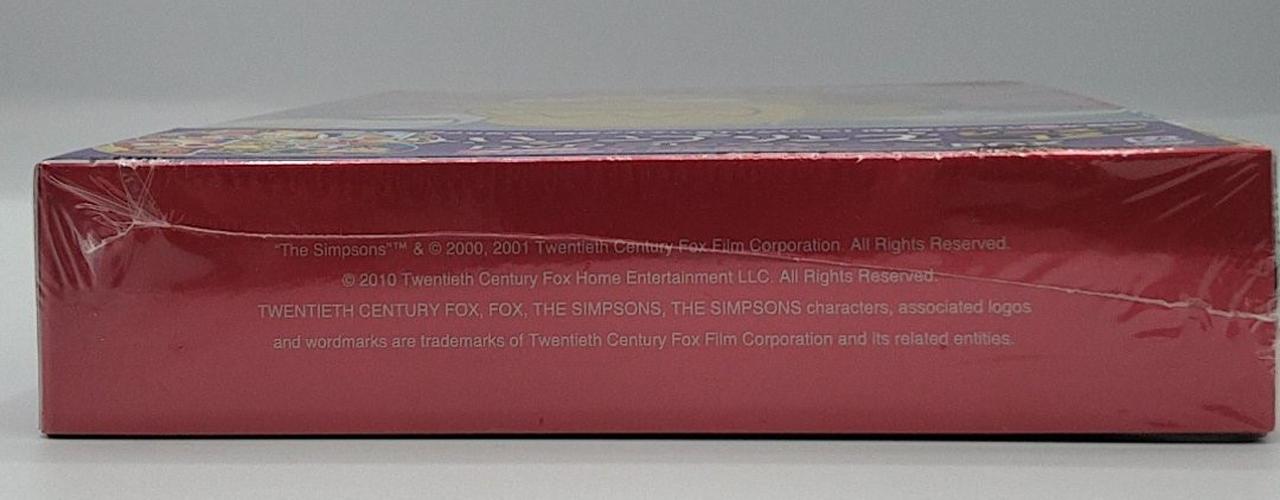 "The Simpsons"™ & © 2000, 2001 Twentieth Century Fox Film Corporation. All Rights Reserved.
© 2010 Twentieth Century Fox Home Entertainment LLC. All Rights Reserved.
TWENTIETH CENTURY FOX, FOX, THE SIMPSONS, THE SIMPSONS characters, associated logos
and wordmarks are trademarks of Twentieth Century Fox Film Corporation and its related entities.